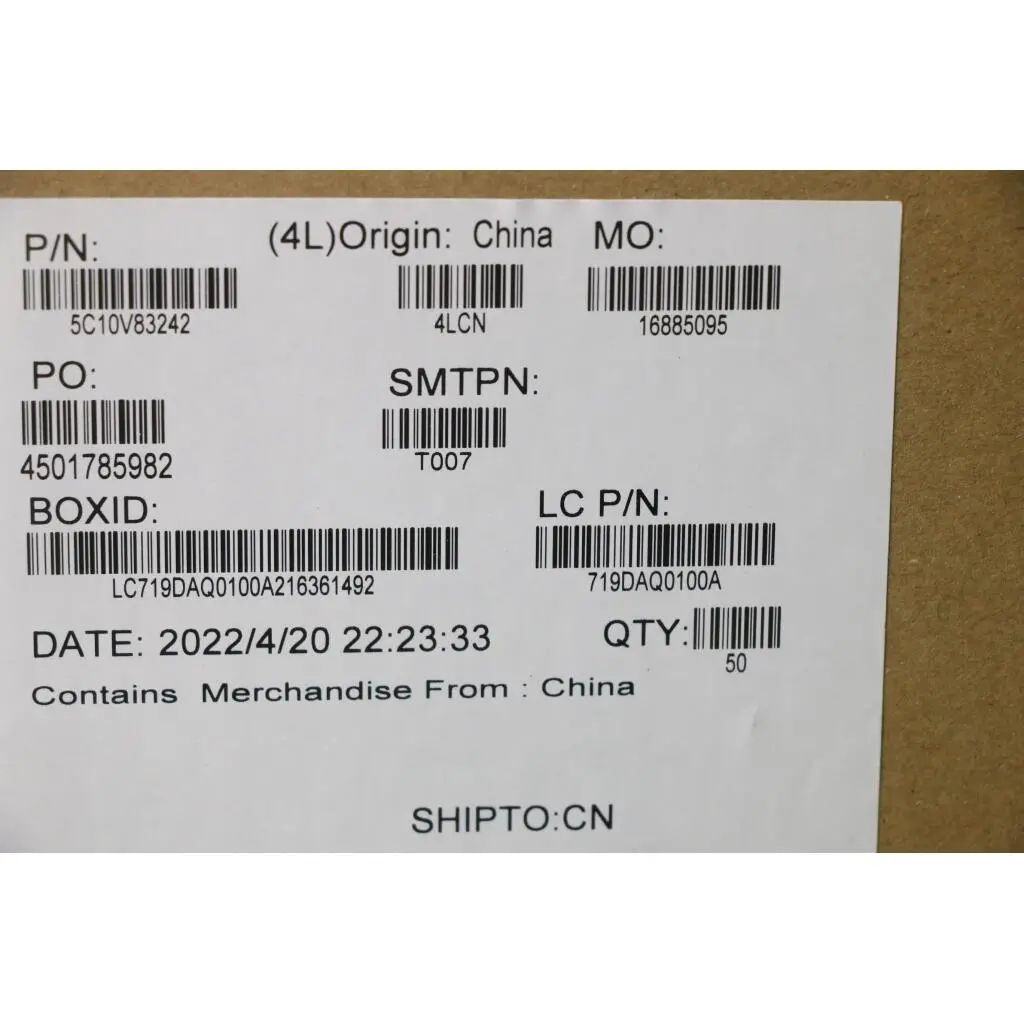 P/N: (4L)Origin: China MO:
5C10V83242 4LCN 16885095
PO: SMTPN:
4501785982 T007
BOXID: LC P/N:
LC719DAQ0100A216361492 719DAQ0100A
DATE: 2022/4/20 22:23:33 QTY:
50
Contains Merchandise From : China
SHIPTO:CN